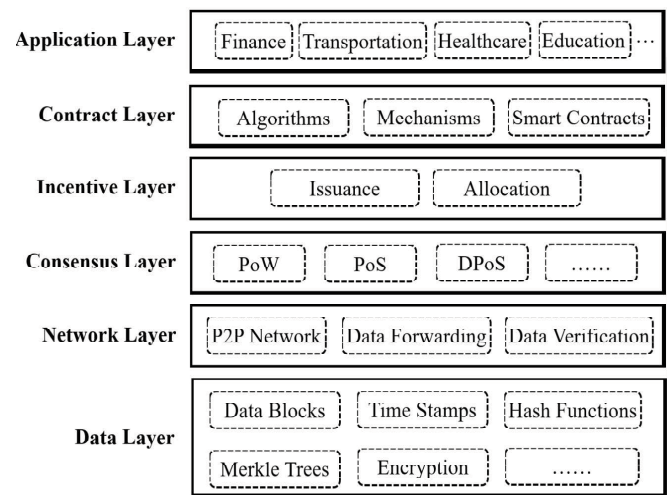 Application Layer Finance Transportation Healthcare Education ...
Contract Layer Algorithms Mechanisms Smart Contracts
Incentive Layer Issuance Allocation
Consensus Layer PoW PoS DPoS ......
Network Layer P2P Network Data Forwarding Data Verification
Data Blocks Time Stamps Hash Functions
Data Layer
Merkle Trees Encryption ......